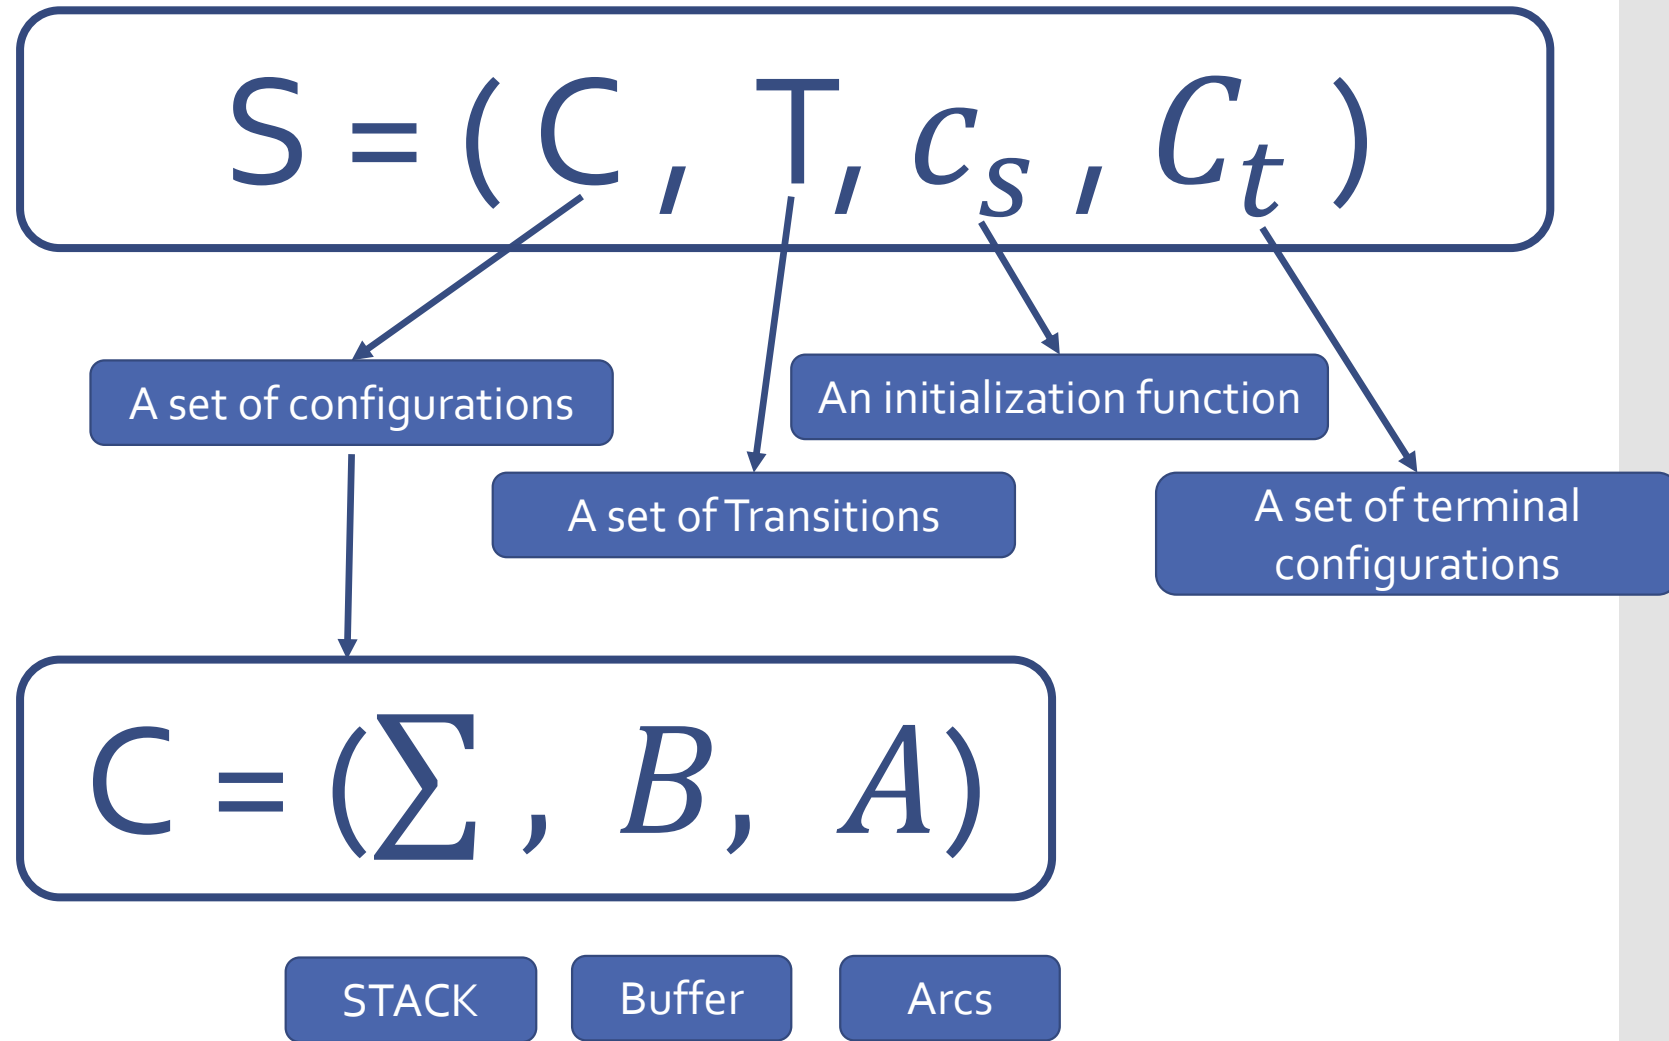 S = ( C , T, c_s , C_t )
A set of configurations
An initialization function
A set of Transitions
A set of terminal
configurations
C = (∑ , B, A)
STACK
Buffer
Arcs